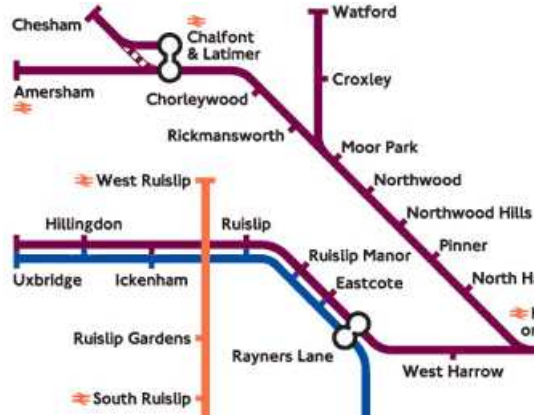 Chesham
Watford
Chalfont
& Latimer
Croxley
Amersham
Chorleywood
Rickmansworth
Moor Park
West Ruislip
Northwood
Northwood Hills
Hillingdon
Ruislip
Pinner
Ruislip Manor
Uxbridge
Ickenham
Eastcote
North
Ruislip Gardens
Rayners Lane
West Harrow
South Ruislip